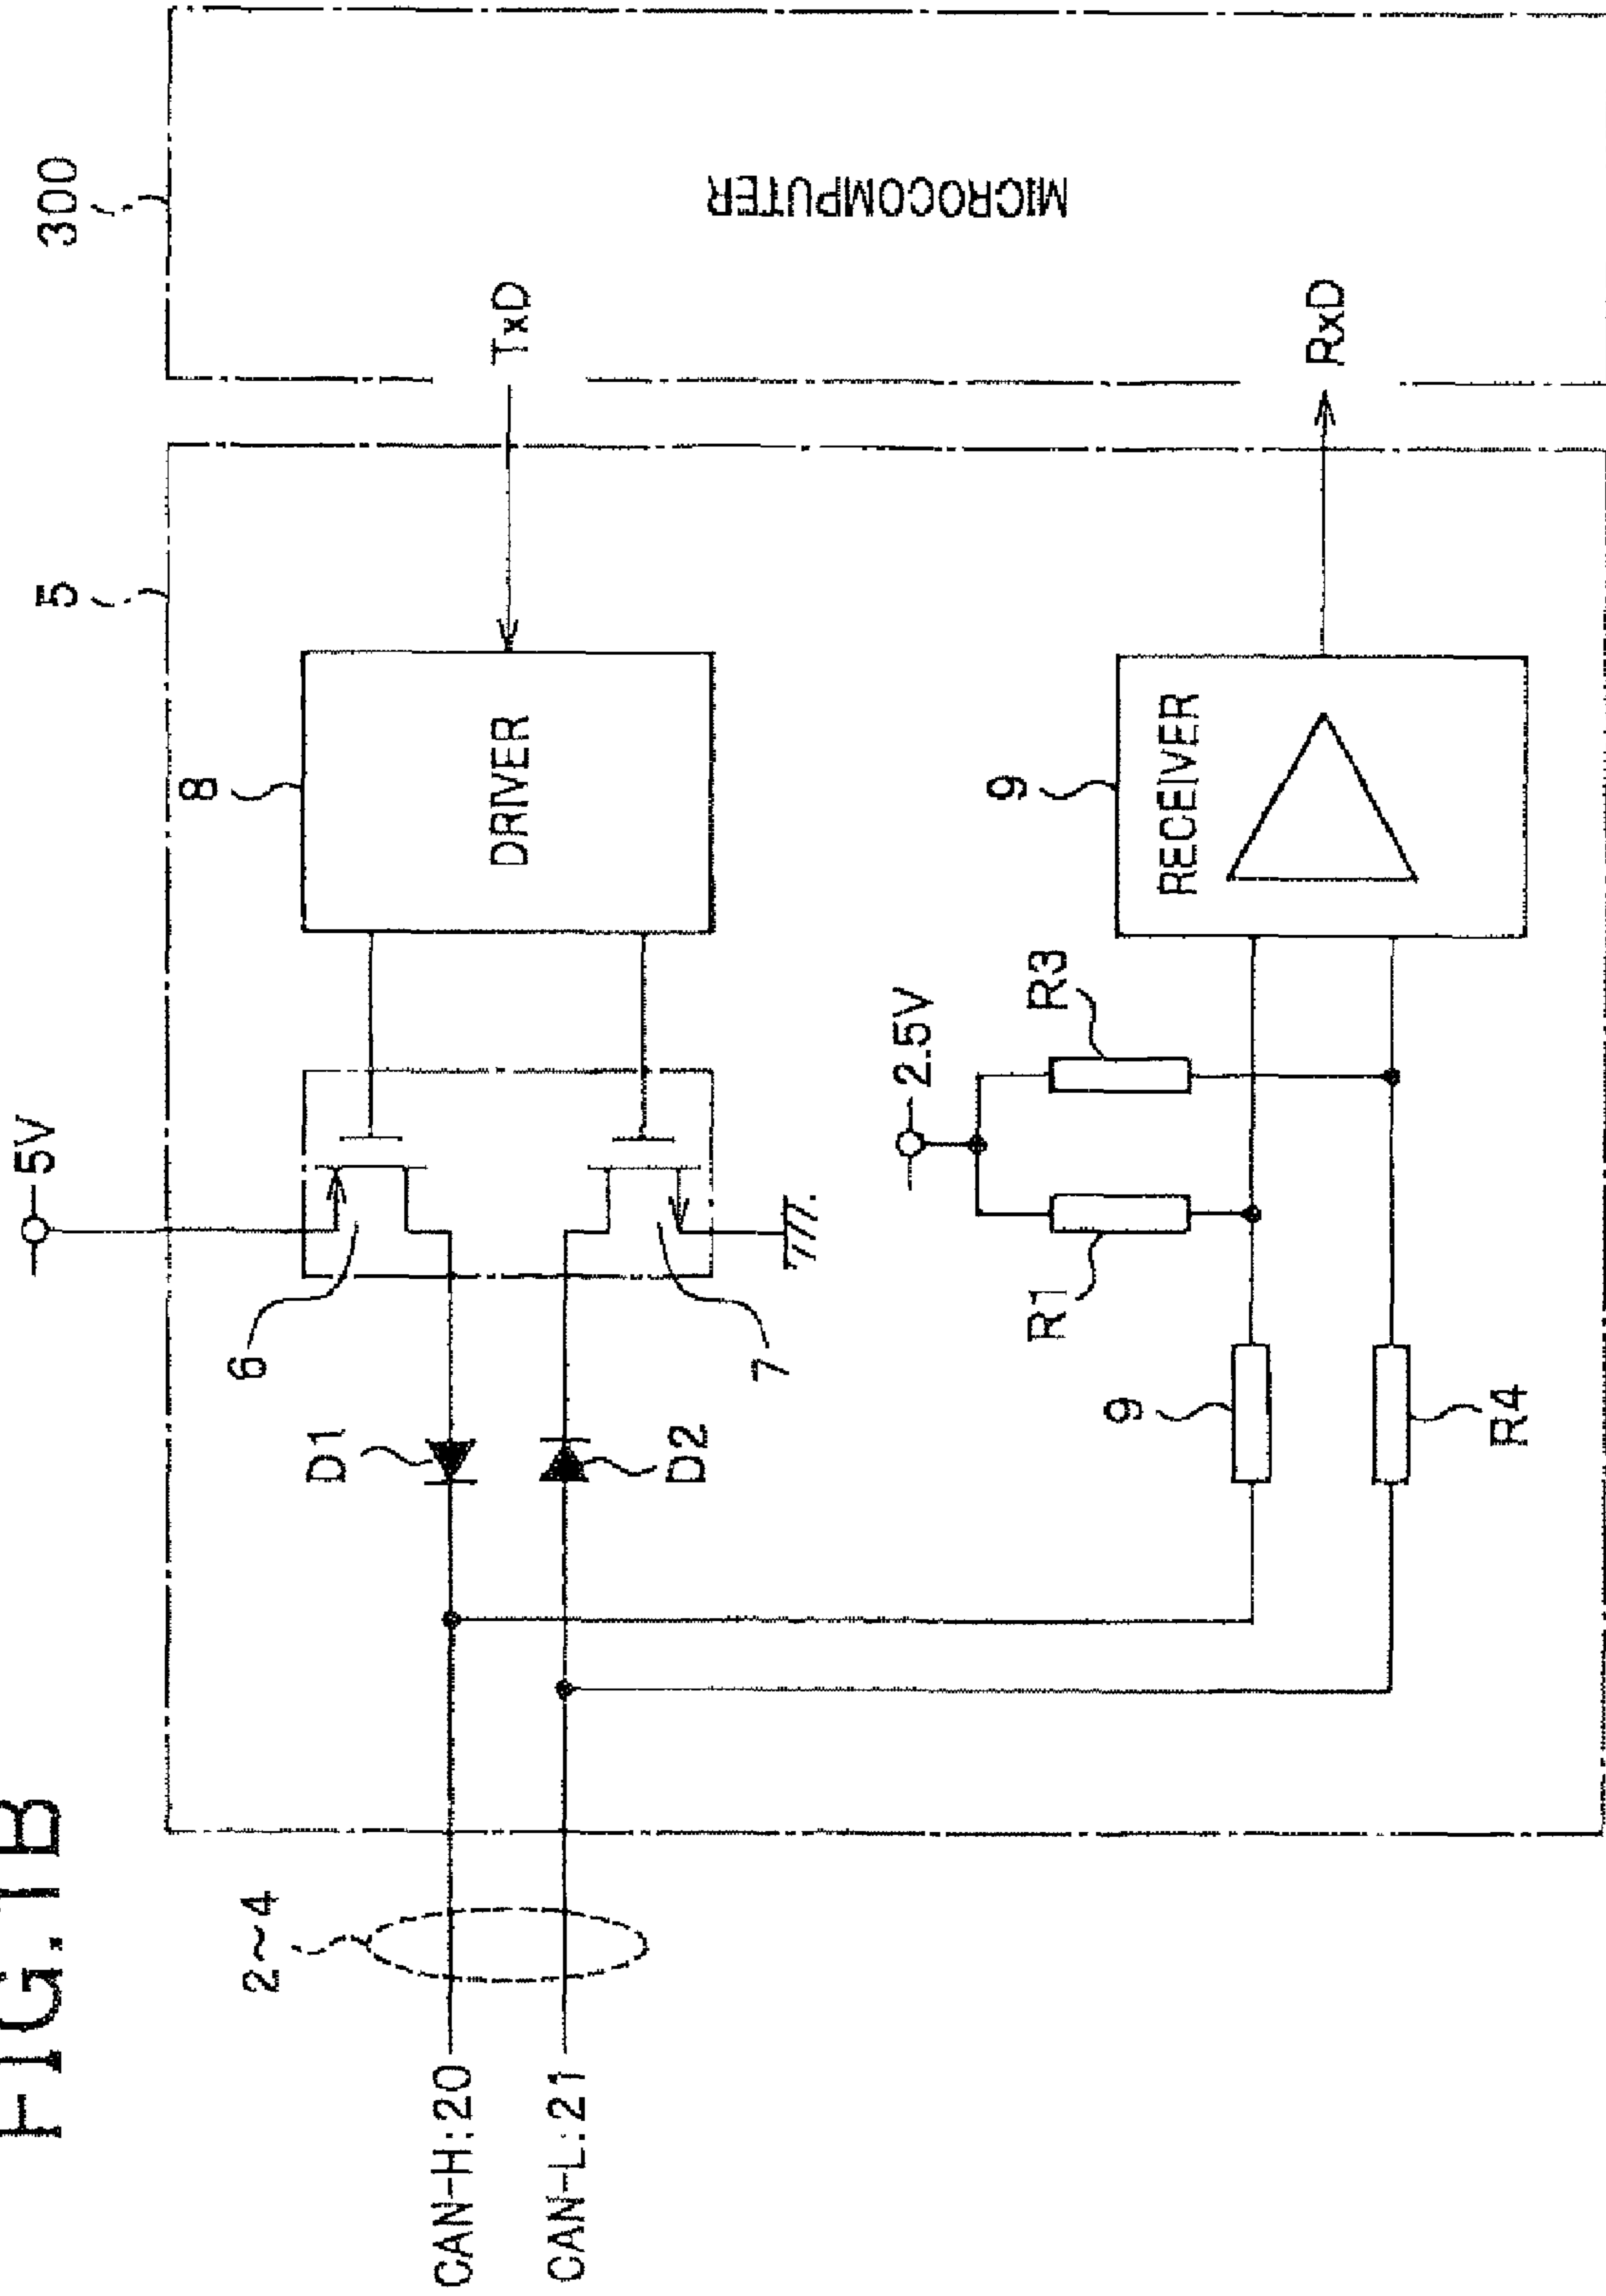 FIG.1B
5V
5
300
8
6
DRIVER
TxD
D1
2~4
CAN-H:20
CAN-L:21
D2
7
MICROCOMPUTER
2.5V
9
R1
R3
RECEIVER
9
RxD
R4